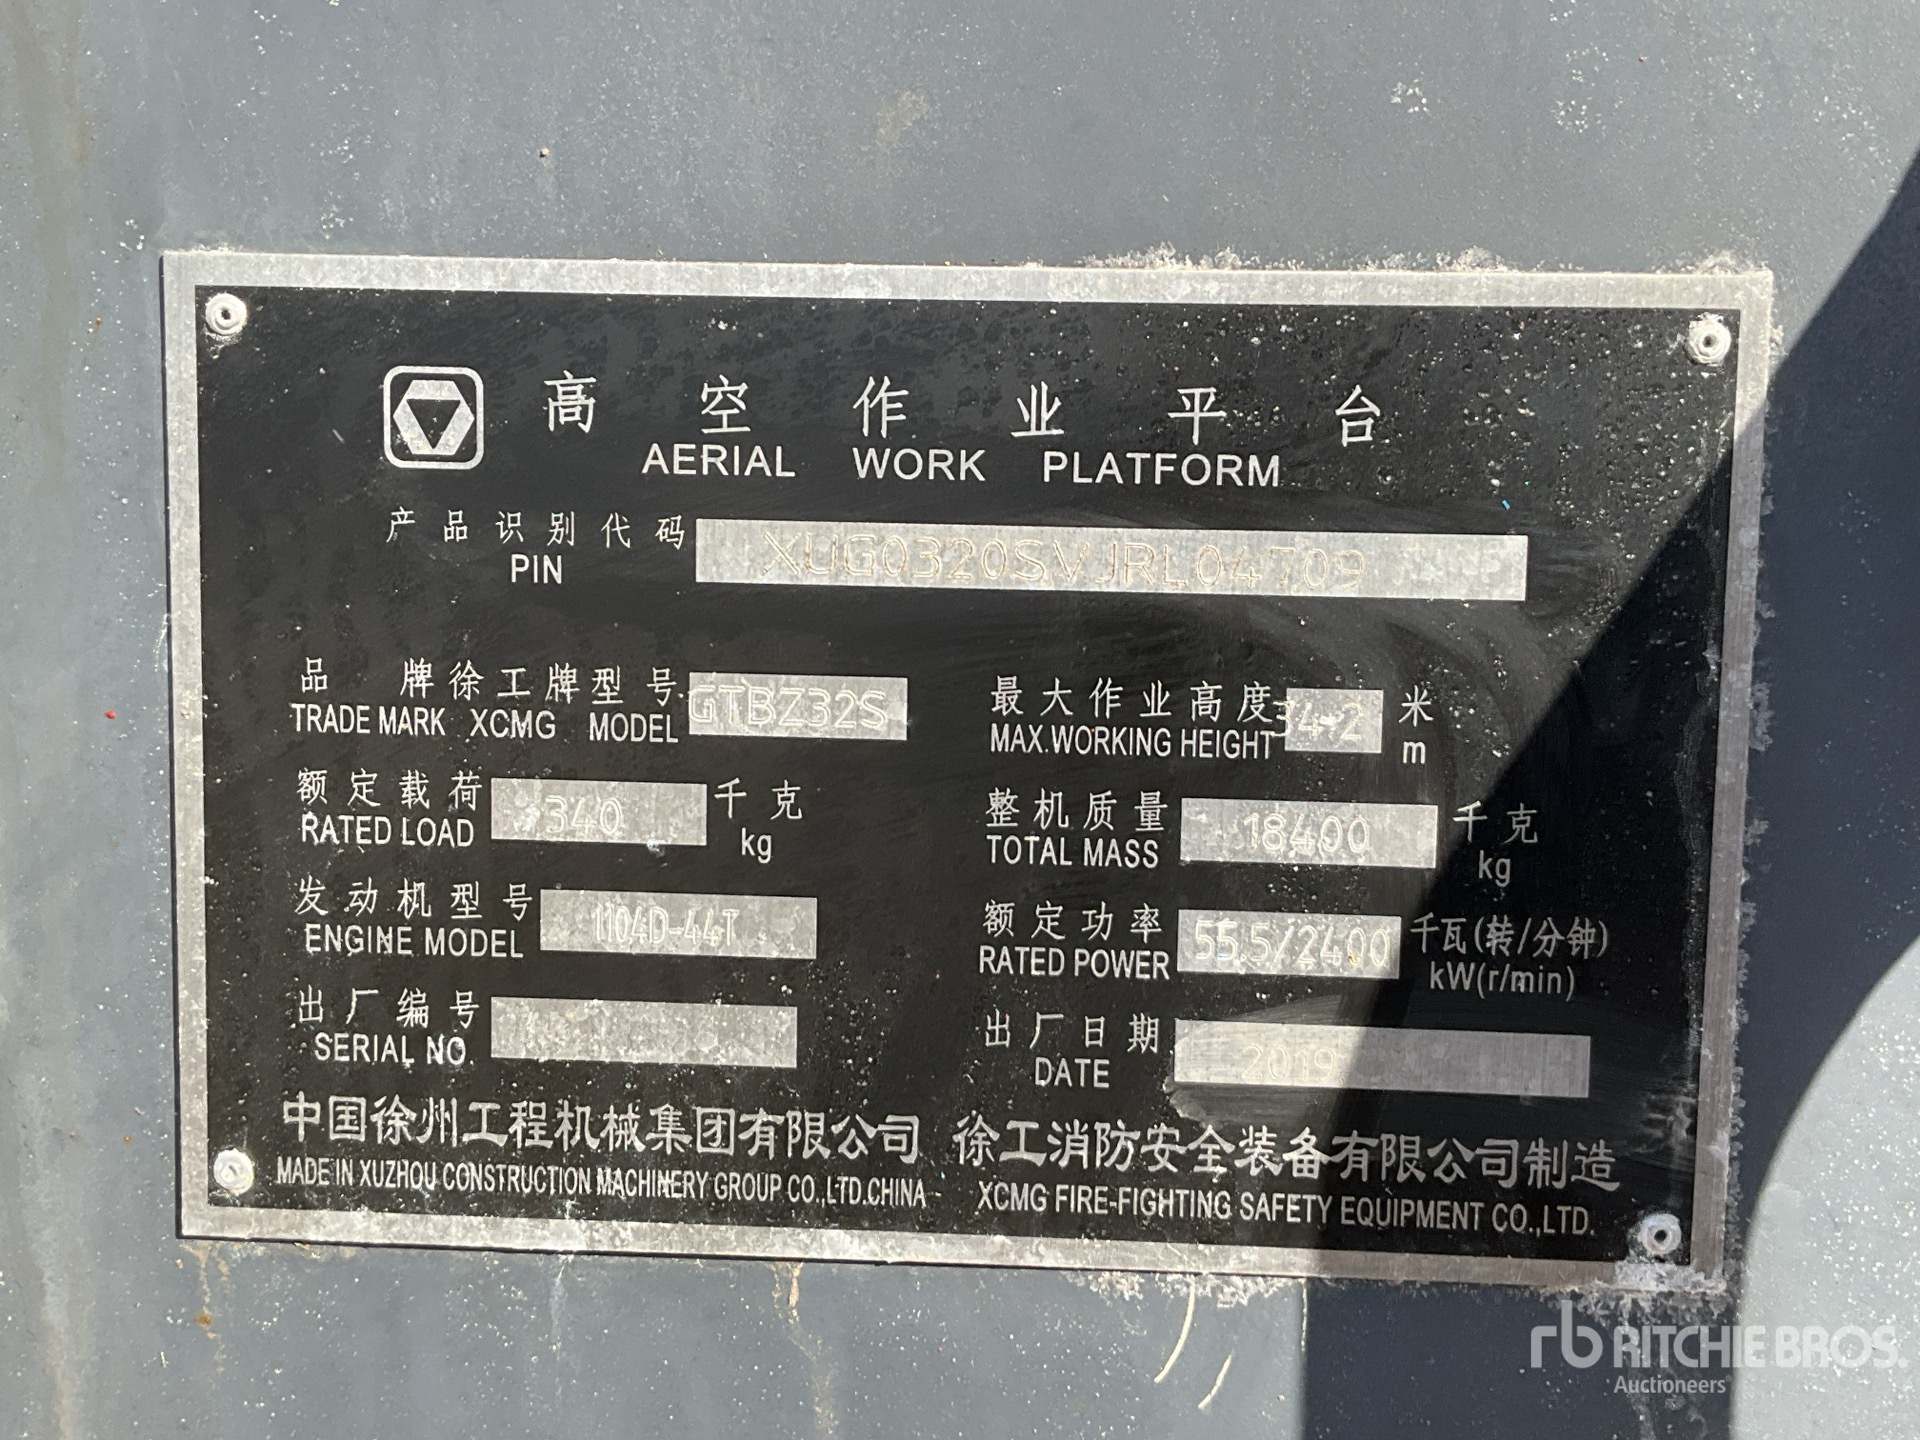 高空作业平台
AERIAL WORK PLATFORM
产品识别代码 XUG0320SVJRL04709
PIN
品 牌 徐工牌 型号 GTBZ32S
TRADE MARK XCMG MODEL
最大作业高度 34.2 米
MAX.WORKING HEIGHT m
额定载荷 340 千克
RATED LOAD kg
整机质量 18400 千克
TOTAL MASS kg
发动机型号 1104D-44T
ENGINE MODEL
额定功率 55.5/2400 千瓦(转/分钟)
RATED POWER kW(r/min)
出厂编号
SERIAL NO.
出厂日期 2019
DATE
中国徐州工程机械集团有限公司 徐工消防安全装备有限公司制造
MADE IN XUZHOU CONSTRUCTION MACHINERY GROUP CO.,LTD.CHINA XCMG FIRE-FIGHTING SAFETY EQUIPMENT CO.,LTD.
rb RITCHIE BROS.
Auctioneers